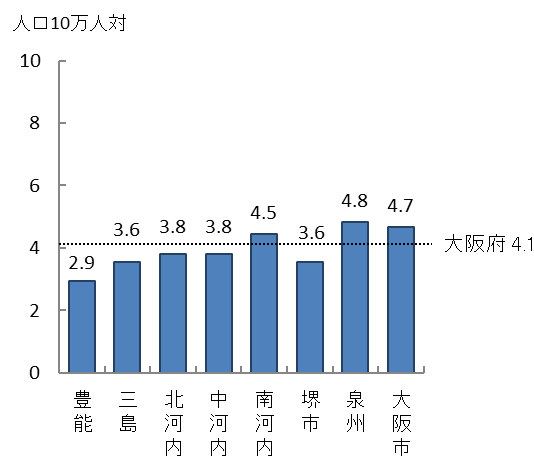 人口10万人対
10
8
6
4
2
0
2.9
3.6
3.8
3.8
4.5
3.6
4.8
4.7
大阪府 4.1
豊能
三島
北河内
中河内
南河内
堺市
泉州
大阪市